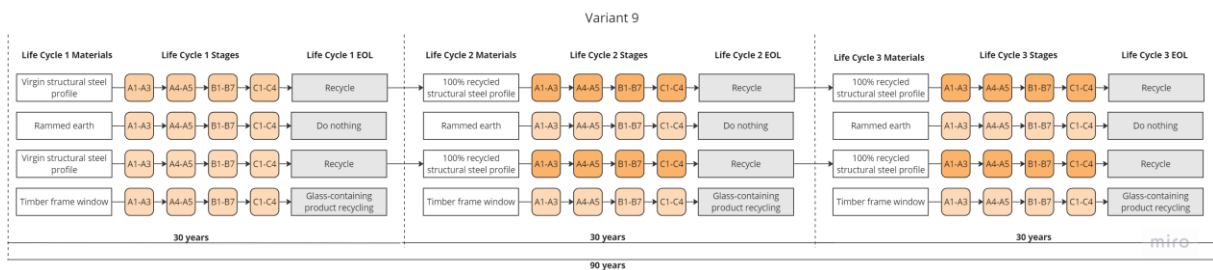 Variant 9
Life Cycle 1 Materials
Life Cycle 1 Stages
Life Cycle 1 EOL
Life Cycle 2 Materials
Life Cycle 2 Stages
Life Cycle 2 EOL
Life Cycle 3 Materials
Life Cycle 3 Stages
Life Cycle 3 EOL
Virgin structural steel
profile
A1-A3
A4-A5
B1-B7
C1-C4
Recycle
100% recycled
structural steel profile
A1-A3
A4-A5
B1-B7
C1-C4
Recycle
100% recycled
structural steel profile
A1-A3
A4-A5
B1-B7
C1-C4
Recycle
Rammed earth
A1-A3
A4-A5
B1-B7
C1-C4
Do nothing
Rammed earth
A1-A3
A4-A5
B1-B7
C1-C4
Do nothing
Rammed earth
A1-A3
A4-A5
B1-B7
C1-C4
Do nothing
Virgin structural steel
profile
A1-A3
A4-A5
B1-B7
C1-C4
Recycle
100% recycled
structural steel profile
A1-A3
A4-A5
B1-B7
C1-C4
Recycle
100% recycled
structural steel profile
A1-A3
A4-A5
B1-B7
C1-C4
Recycle
Timber frame window
A1-A3
A4-A5
B1-B7
C1-C4
Glass-containing
product recycling
Timber frame window
A1-A3
A4-A5
B1-B7
C1-C4
Glass-containing
product recycling
Timber frame window
A1-A3
A4-A5
B1-B7
C1-C4
Glass-containing
product recycling
30 years
30 years
30 years
miro
90 years